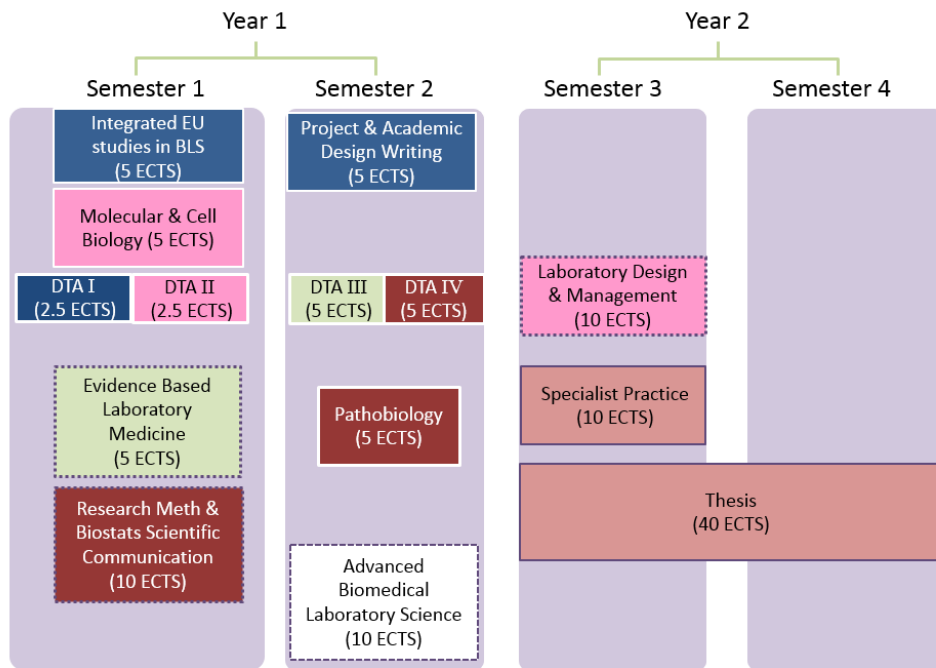 Year 1
Year 2
Semester 1
Semester 2
Semester 3
Semester 4
Integrated EU
studies in BLS
(5 ECTS)
Molecular & Cell
Biology (5 ECTS)
DTA I
(2.5 ECTS)
DTA II
(2.5 ECTS)
Evidence Based
Laboratory
Medicine
(5 ECTS)
Research Meth &
Biostats Scientific
Communication
(10 ECTS)
Project & Academic
Design Writing
(5 ECTS)
DTA III
(5 ECTS)
DTA IV
(5 ECTS)
Pathobiology
(5 ECTS)
Advanced
Biomedical
Laboratory Science
(10 ECTS)
Laboratory Design
& Management
(10 ECTS)
Specialist Practice
(10 ECTS)
Thesis
(40 ECTS)